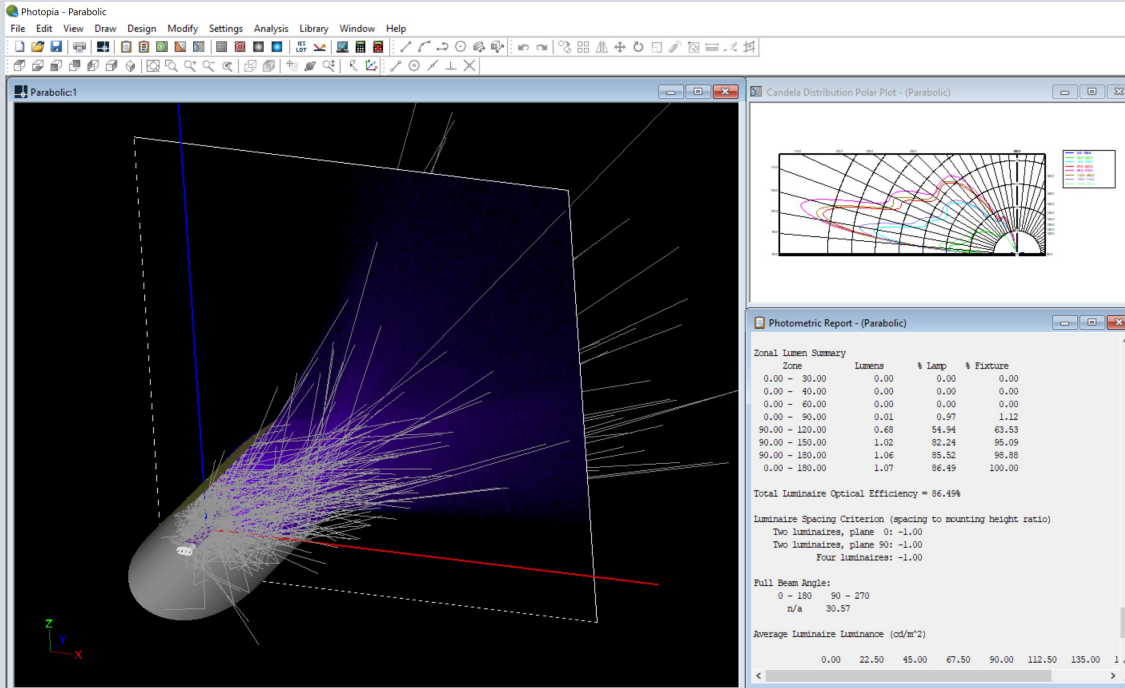 Photopia - Parabolic
File Edit View Draw Design Modify Settings Analysis Library Window Help
IES
LDT
Parabolic:1
Z
Y
X
Candela Distribution Polar Plot - (Parabolic)
Photometric Report - (Parabolic)
Zonal Lumen Summary
Zone Lumens % Lamp % Fixture
0.00 - 30.00 0.00 0.00 0.00
0.00 - 40.00 0.00 0.00 0.00
0.00 - 60.00 0.00 0.00 0.00
0.00 - 90.00 0.01 0.97 1.12
90.00 - 120.00 0.68 54.94 63.53
90.00 - 150.00 1.02 82.24 95.09
90.00 - 180.00 1.06 85.52 98.88
0.00 - 180.00 1.07 86.49 100.00
Total Luminaire Optical Efficiency = 86.49%
Luminaire Spacing Criterion (spacing to mounting height ratio)
Two luminaires, plane 0: -1.00
Two luminaires, plane 90: -1.00
Four luminaires: -1.00
Full Beam Angle:
0 - 180 90 - 270
n/a 30.57
Average Luminaire Luminance (cd/m^2)
0.00 22.50 45.00 67.50 90.00 112.50 135.00